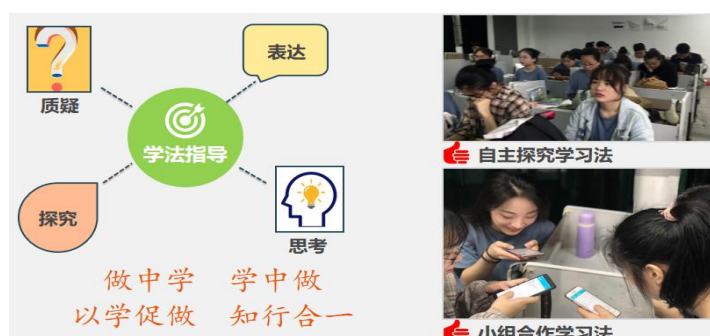 质疑
表达
学法指导
探究
思考
做中学 学中做
以学促做 知行合一
自主探究学习法
小组合作学习法